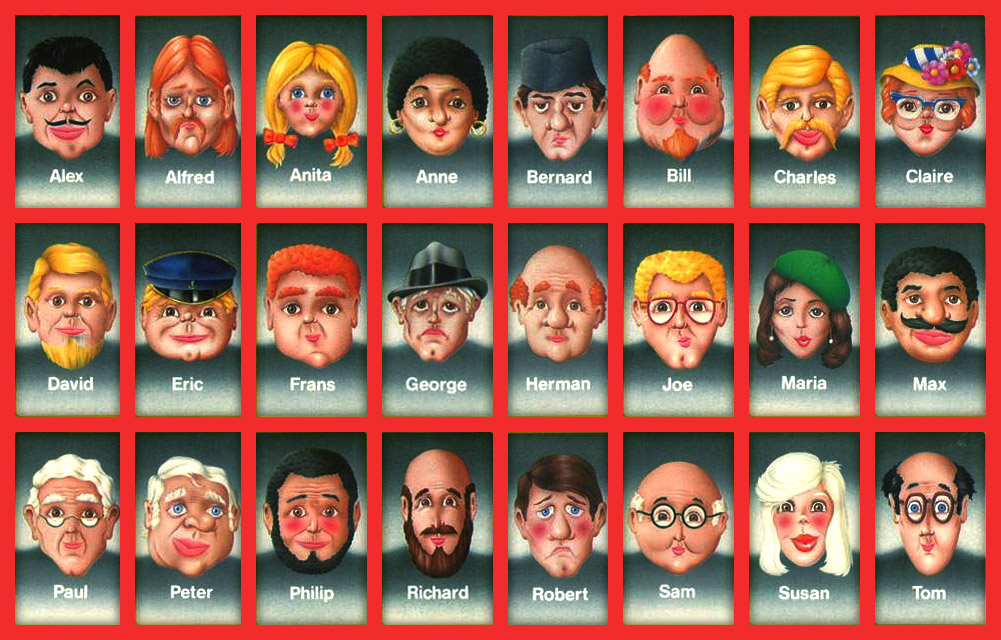 Alex Alfred Anita Anne Bernard Bill Charles Claire
David Eric Frans George Herman Joe Maria Max
Paul Peter Philip Richard Robert Sam Susan Tom